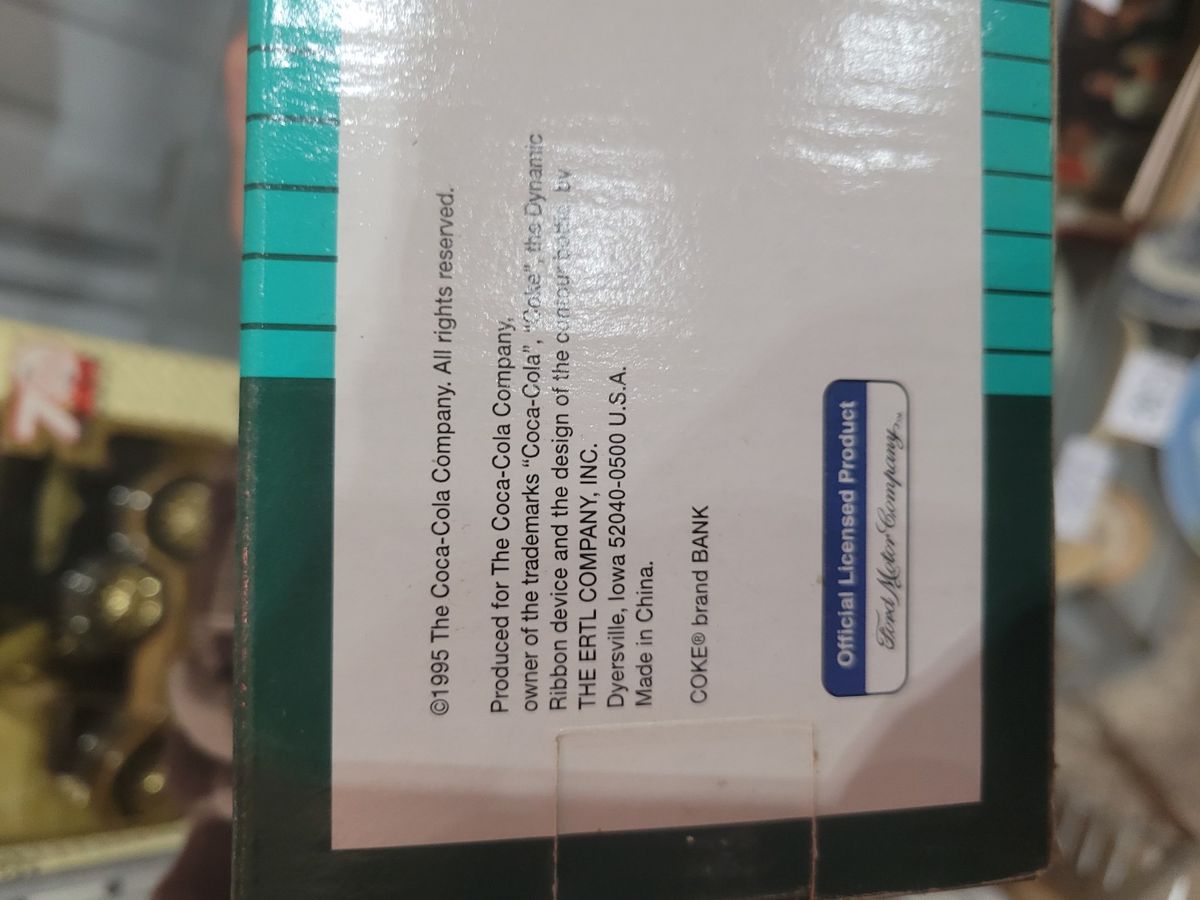 ©1995 The Coca-Cola Company. All rights reserved.
Produced for The Coca-Cola Company,
owner of the trademarks "Coca-Cola", "Coke", the Dynamic
Ribbon device and the design of the contour bottle, by
THE ERTL COMPANY, INC.
Dyersville, Iowa 52040-0500 U.S.A.
Made in China.
COKE® brand BANK
Official Licensed Product
Ford Motor Company™